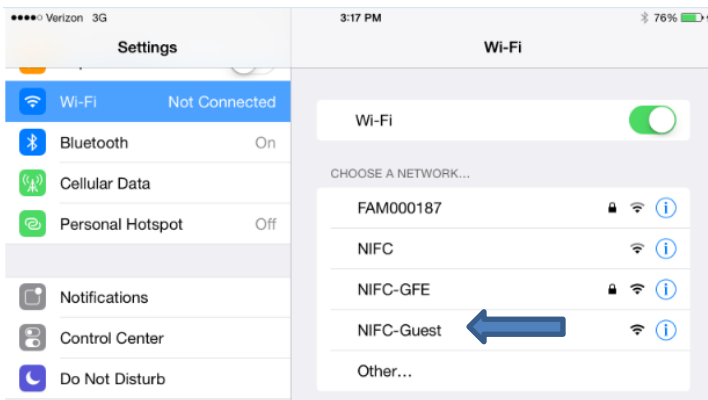 Verizon 3G 3:17 PM 76%
Settings
Wi-Fi
Wi-Fi Not Connected
Bluetooth On
Cellular Data
Personal Hotspot Off
Notifications
Control Center
Do Not Disturb
Wi-Fi
CHOOSE A NETWORK...
FAM000187
NIFC
NIFC-GFE
NIFC-Guest
Other...